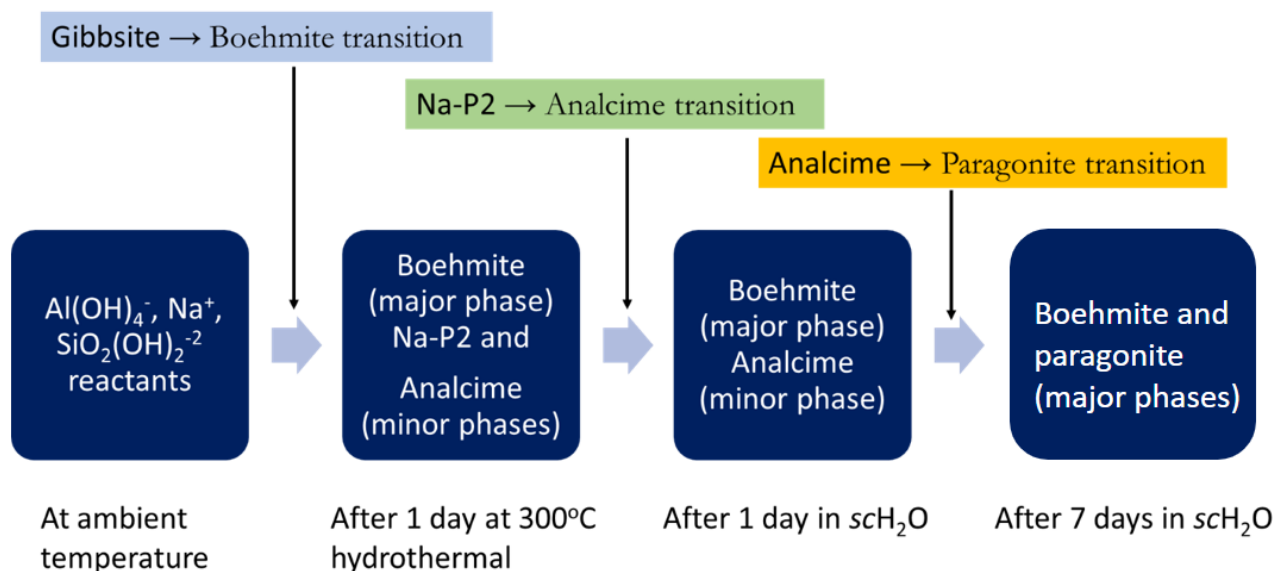 Gibbsite → Boehmite transition
Na-P2 → Analcime transition
Analcime → Paragonite transition
Al(OH)₄⁻, Na⁺,
SiO₂(OH)₂⁻²
reactants
Boehmite
(major phase)
Na-P2 and
Analcime
(minor phases)
Boehmite
(major phase)
Analcime
(minor phase)
Boehmite and
paragonite
(major phases)
At ambient
temperature
After 1 day at 300°C
hydrothermal
After 1 day in scH₂O
After 7 days in scH₂O